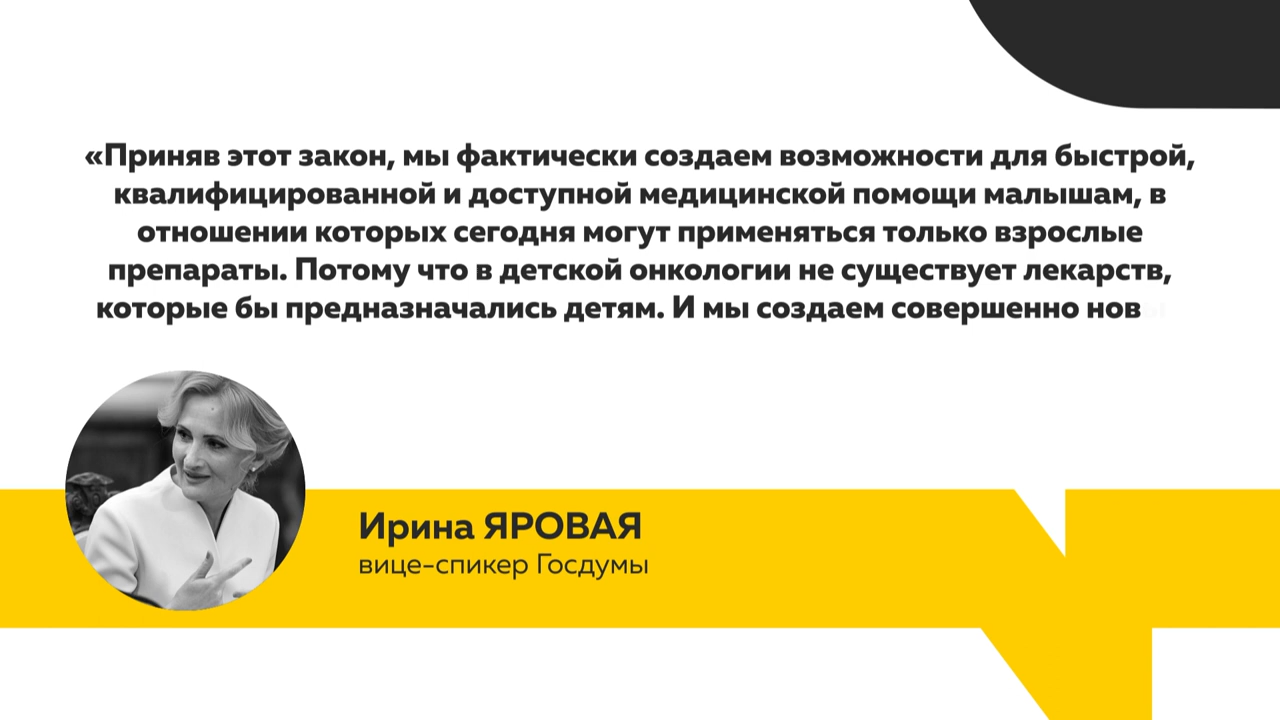 «Приняв этот закон, мы фактически создаем возможности для быстрой,
квалифицированной и доступной медицинской помощи малышам, в
отношении которых сегодня могут применяться только взрослые
препараты. Потому что в детской онкологии не существует лекарств,
которые бы предназначались детям. И мы создаем совершенно нов
Ирина ЯРОВАЯ
вице-спикер Госдумы